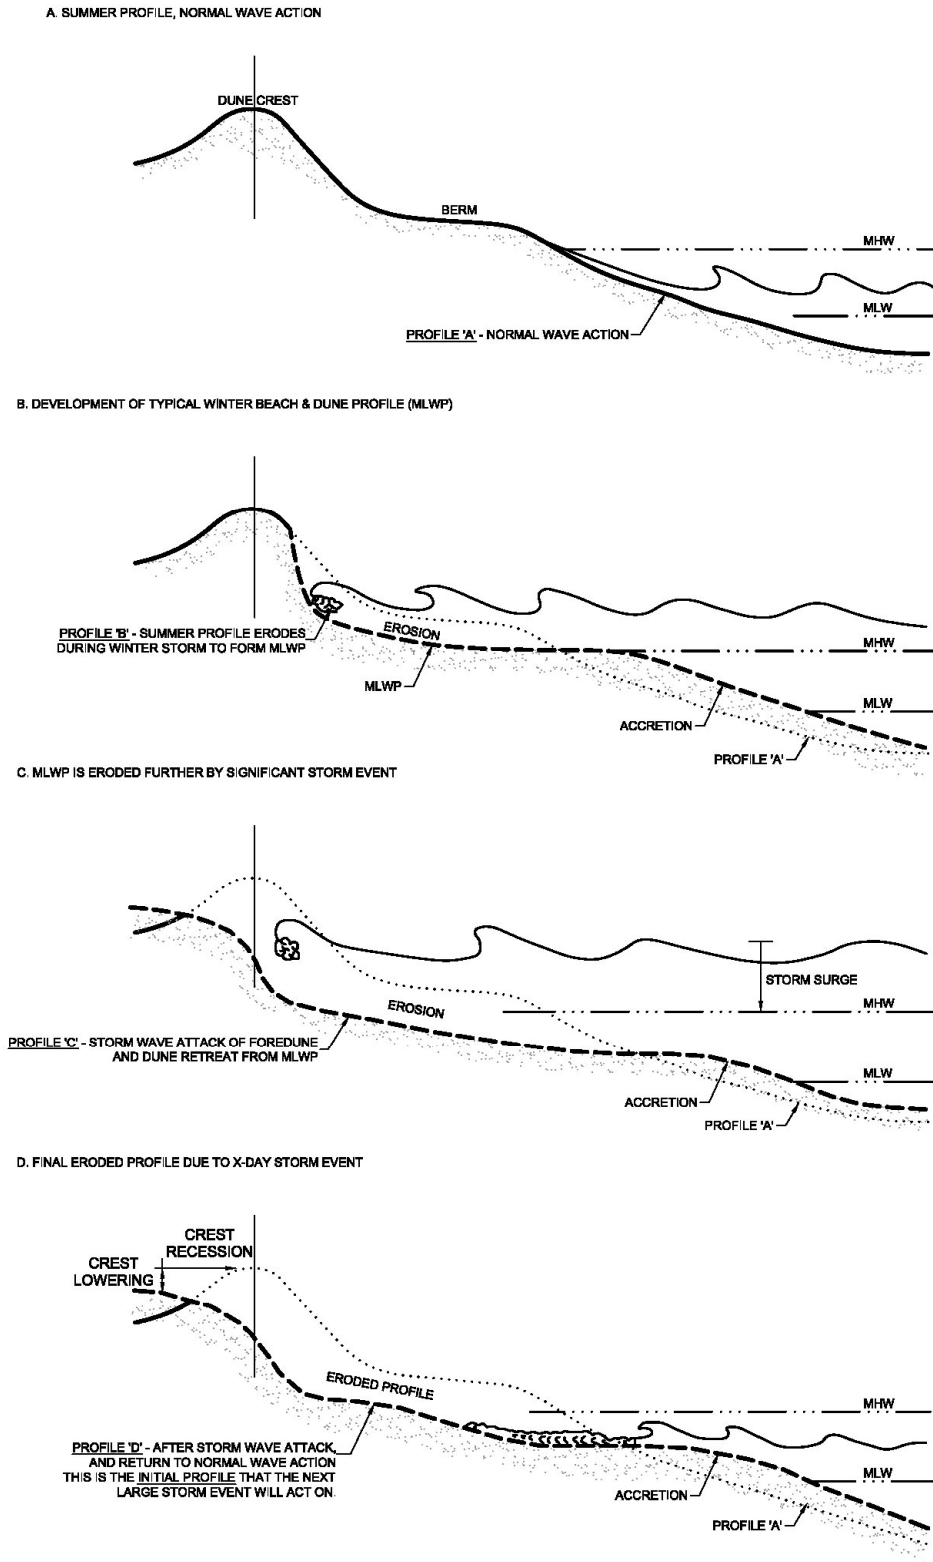 A. SUMMER PROFILE, NORMAL WAVE ACTION
DUNE CREST
BERM
MHW
MLW
PROFILE 'A' - NORMAL WAVE ACTION
B. DEVELOPMENT OF TYPICAL WINTER BEACH & DUNE PROFILE (MLWP)
EROSION
PROFILE 'B' - SUMMER PROFILE ERODES
DURING WINTER STORM TO FORM MLWP
MHW
MLWP
MLW
ACCRETION
PROFILE 'A'
C. MLWP IS ERODED FURTHER BY SIGNIFICANT STORM EVENT
STORM SURGE
EROSION
MHW
PROFILE 'C' - STORM WAVE ATTACK OF FOREDUNE
AND DUNE RETREAT FROM MLWP
MLW
ACCRETION
PROFILE 'A'
D. FINAL ERODED PROFILE DUE TO X-DAY STORM EVENT
CREST
RECESSION
CREST
LOWERING
ERODED PROFILE
MHW
PROFILE 'D' - AFTER STORM WAVE ATTACK,
AND RETURN TO NORMAL WAVE ACTION
THIS IS THE INITIAL PROFILE THAT THE NEXT
LARGE STORM EVENT WILL ACT ON.
MLW
ACCRETION
PROFILE 'A'